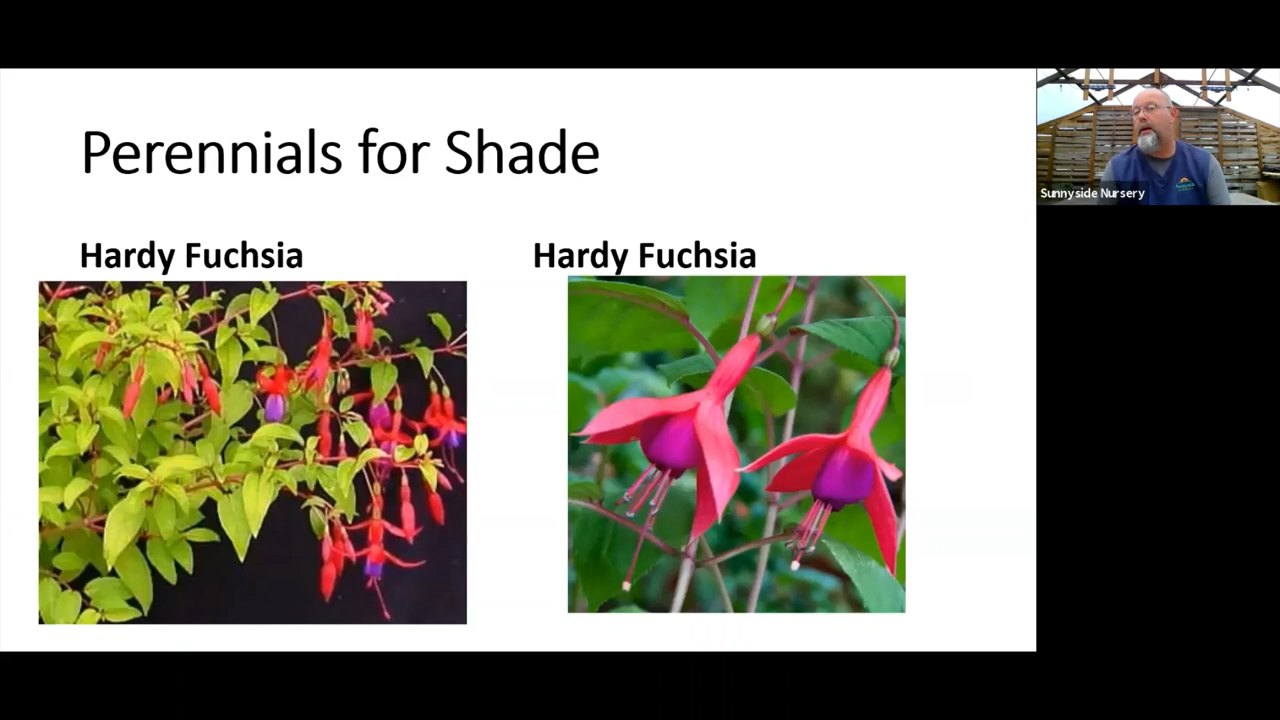 Perennials for Shade
Hardy Fuchsia
Hardy Fuchsia
Sunnyside Nursery